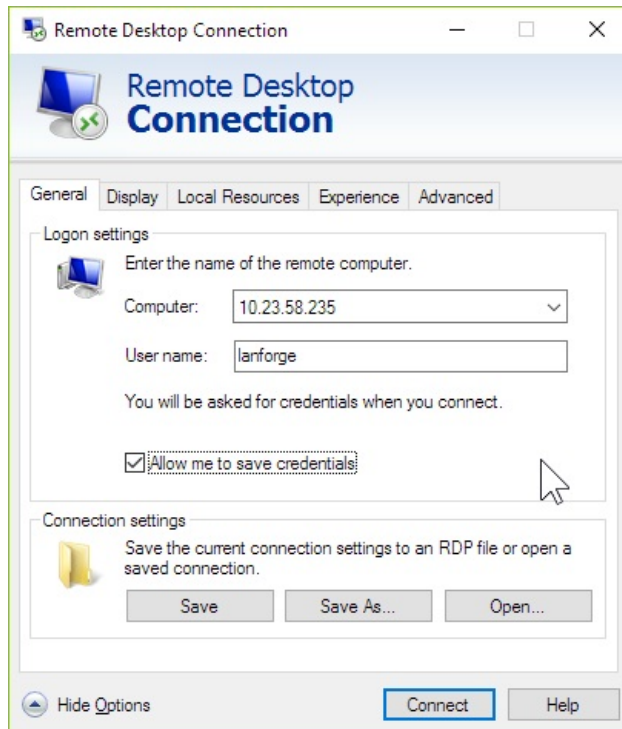 Remote Desktop Connection
Remote Desktop
Connection
General Display Local Resources Experience Advanced
Logon settings
Enter the name of the remote computer.
Computer: 10.23.58.235
User name: lanforge
You will be asked for credentials when you connect.
Allow me to save credentials
Connection settings
Save the current connection settings to an RDP file or open a
saved connection.
Save Save As... Open...
Hide Options Connect Help